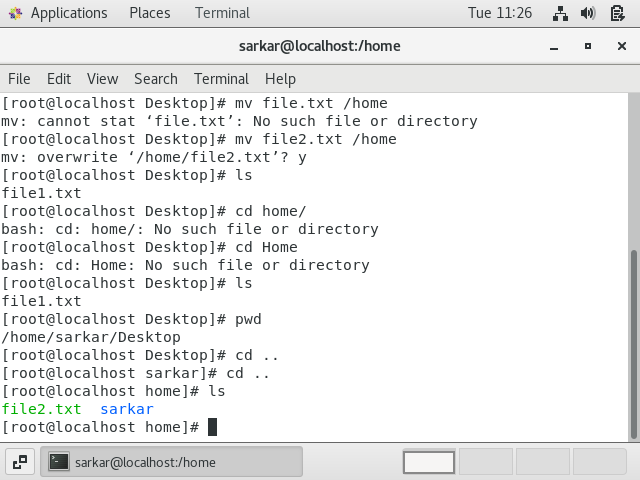 Applications Places Terminal Tue 11:26
sarkar@localhost:/home
File Edit View Search Terminal Help
[root@localhost Desktop]# mv file.txt /home
mv: cannot stat ‘file.txt’: No such file or directory
[root@localhost Desktop]# mv file2.txt /home
mv: overwrite ‘/home/file2.txt’? y
[root@localhost Desktop]# ls
file1.txt
[root@localhost Desktop]# cd home/
bash: cd: home/: No such file or directory
[root@localhost Desktop]# cd Home
bash: cd: Home: No such file or directory
[root@localhost Desktop]# ls
file1.txt
[root@localhost Desktop]# pwd
/home/sarkar/Desktop
[root@localhost Desktop]# cd ..
[root@localhost sarkar]# cd ..
[root@localhost home]# ls
file2.txt sarkar
[root@localhost home]#
sarkar@localhost:/home